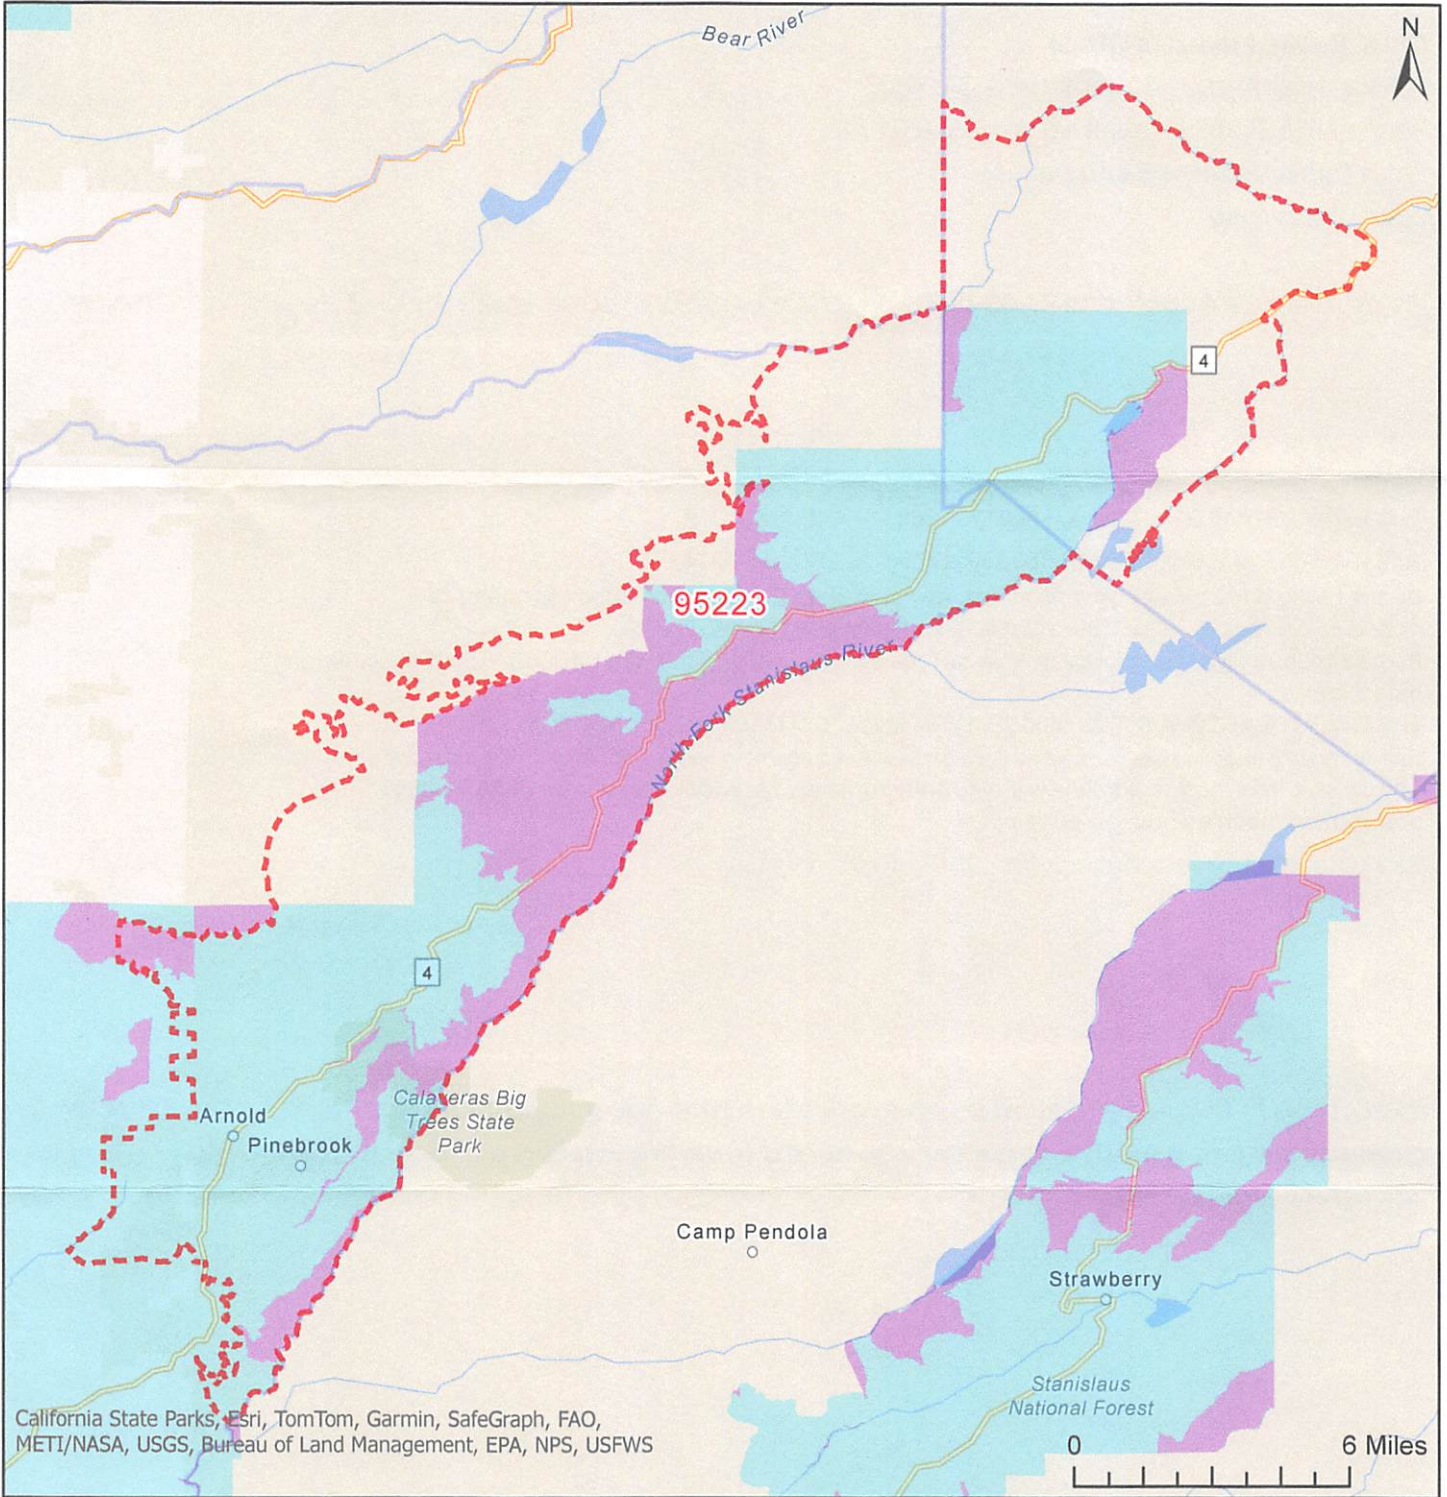 Bear River
N
4
95223
North Fork Stanislaus River
4
Calaveras Big
Trees State
Park
Arnold
Pinebrook
Camp Pendola
Strawberry
Stanislaus
National Forest
California State Parks, Esri, TomTom, Garmin, SafeGraph, FAO,
METI/NASA, USGS, Bureau of Land Management, EPA, NPS, USFWS
0 6 Miles